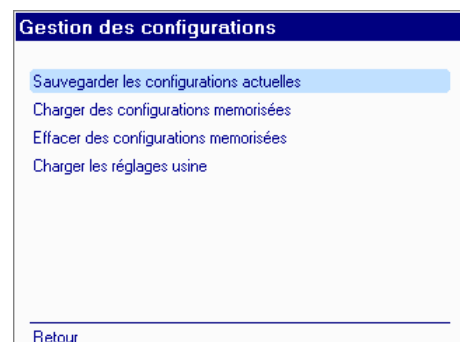 Gestion des configurations
Sauvegarder les configurations actuelles
Charger des configurations memorisées
Effacer des configurations memorisées
Charger les réglages usine
Retour